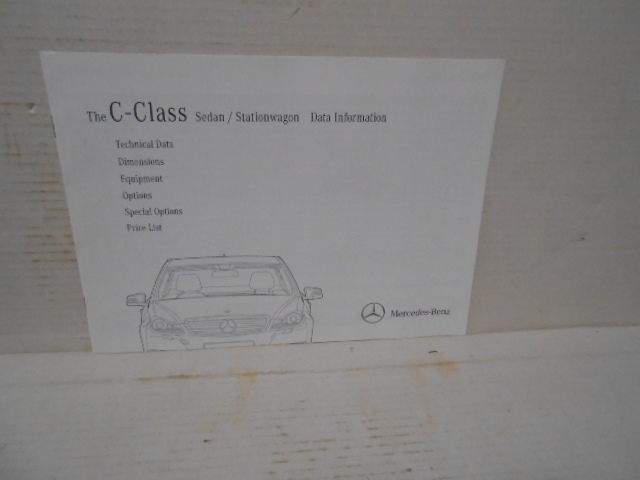 The C-Class Sedan / Stationwagon Data Information
Technical Data
Dimensions
Equipment
Options
Special Options
Price List
Mercedes-Benz